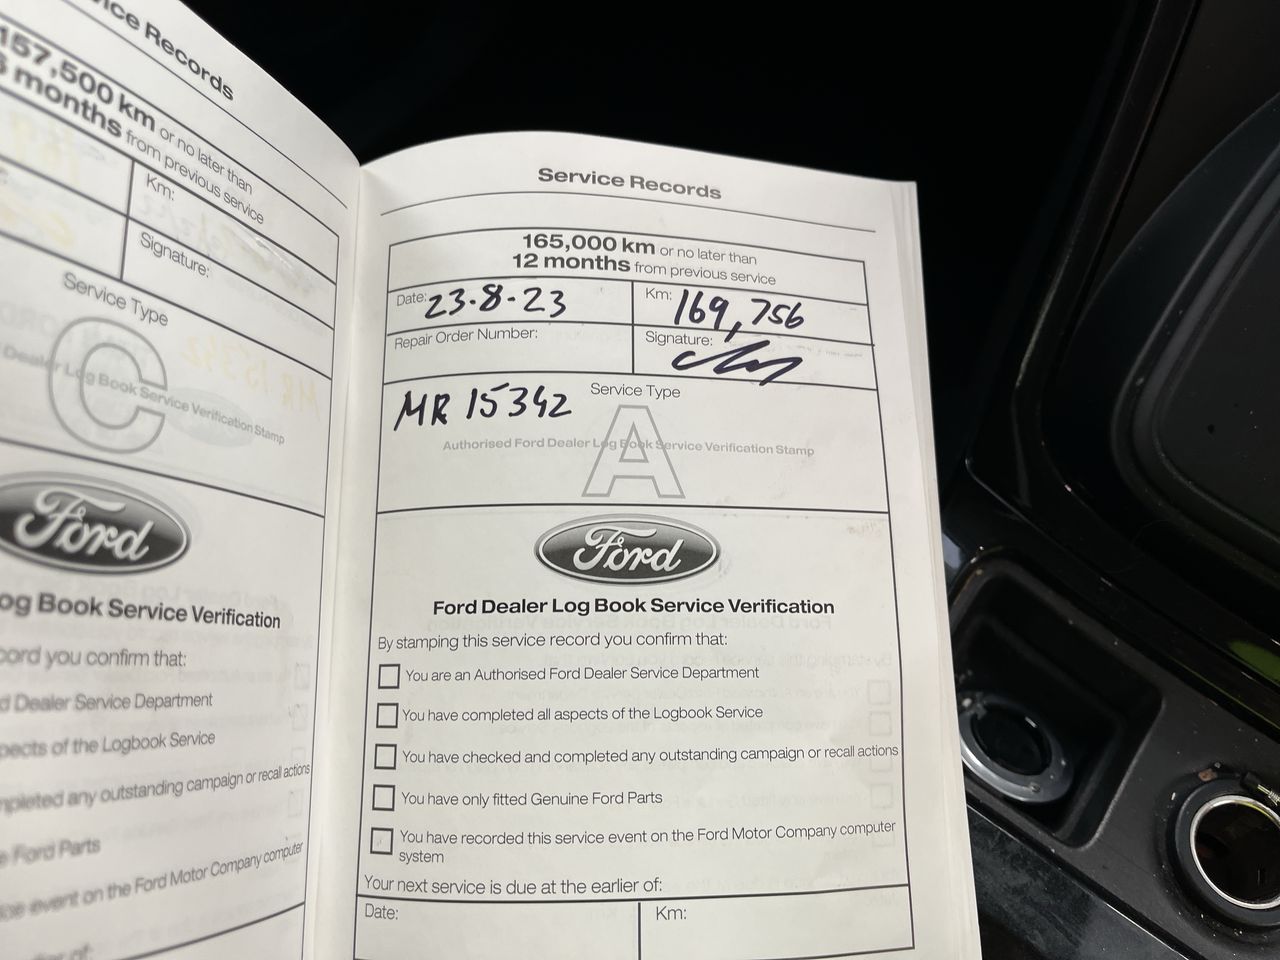 Service Records
157,500 km or no later than
months from previous service
Km:
Signature:
Service Type
C
Dealer Log Book Service Verification Stamp
Ford
Log Book Service Verification
record you confirm that:
Dealer Service Department
aspects of the Logbook Service
completed any outstanding campaign or recall actions
Ford Parts
event on the Ford Motor Company computer
Service Records
165,000 km or no later than
12 months from previous service
Date: 23-8-23
Km: 169,756
Repair Order Number:
Signature:
MR 15342
Service Type
A
Authorised Ford Dealer Log Book Service Verification Stamp
Ford
Ford Dealer Log Book Service Verification
By stamping this service record you confirm that:
You are an Authorised Ford Dealer Service Department
You have completed all aspects of the Logbook Service
You have checked and completed any outstanding campaign or recall actions
You have only fitted Genuine Ford Parts
You have recorded this service event on the Ford Motor Company computer
system
Your next service is due at the earlier of:
Date:
Km: